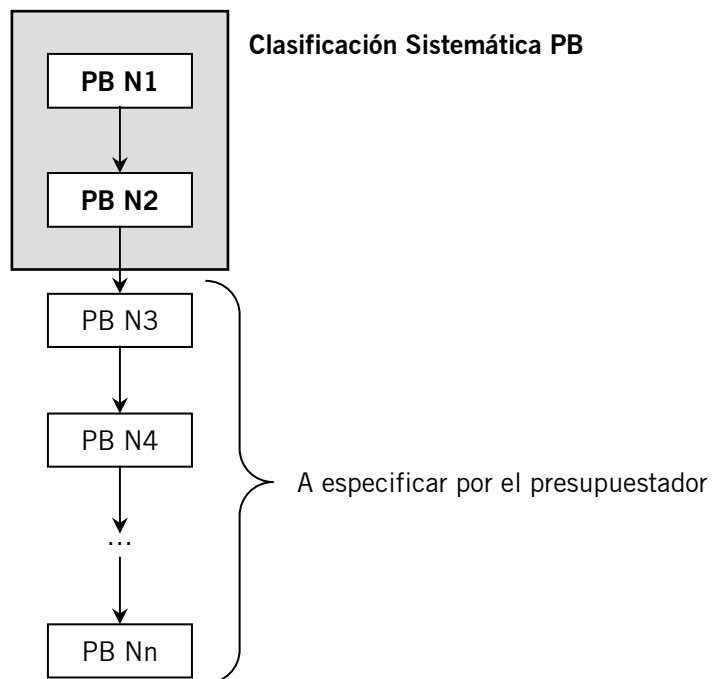 Clasificación Sistemática PB
PB N1
PB N2
PB N3
PB N4
A especificar por el presupuestador
...
PB Nn